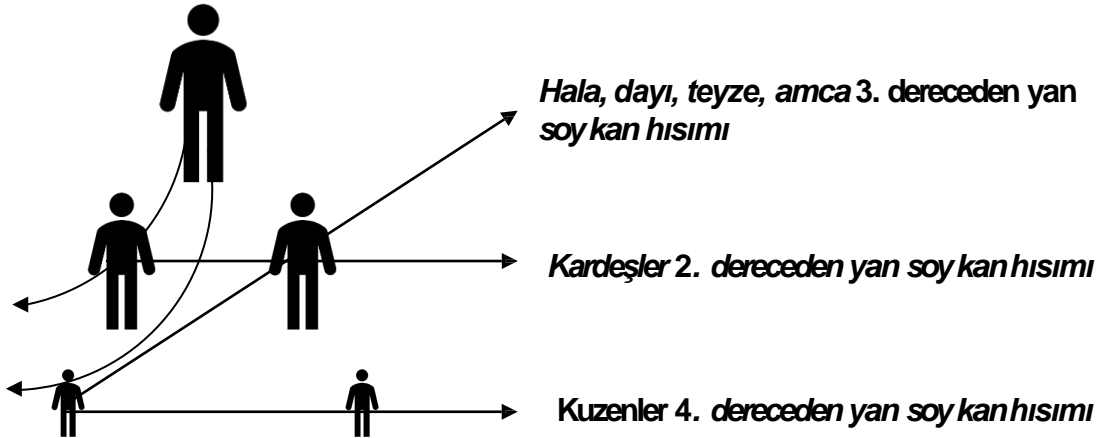 Hala, dayı, teyze, amca 3. dereceden yan
soy kan hısımı
Kardeşler 2. dereceden yan soy kan hısımı
Kuzenler 4. dereceden yan soy kan hısımı